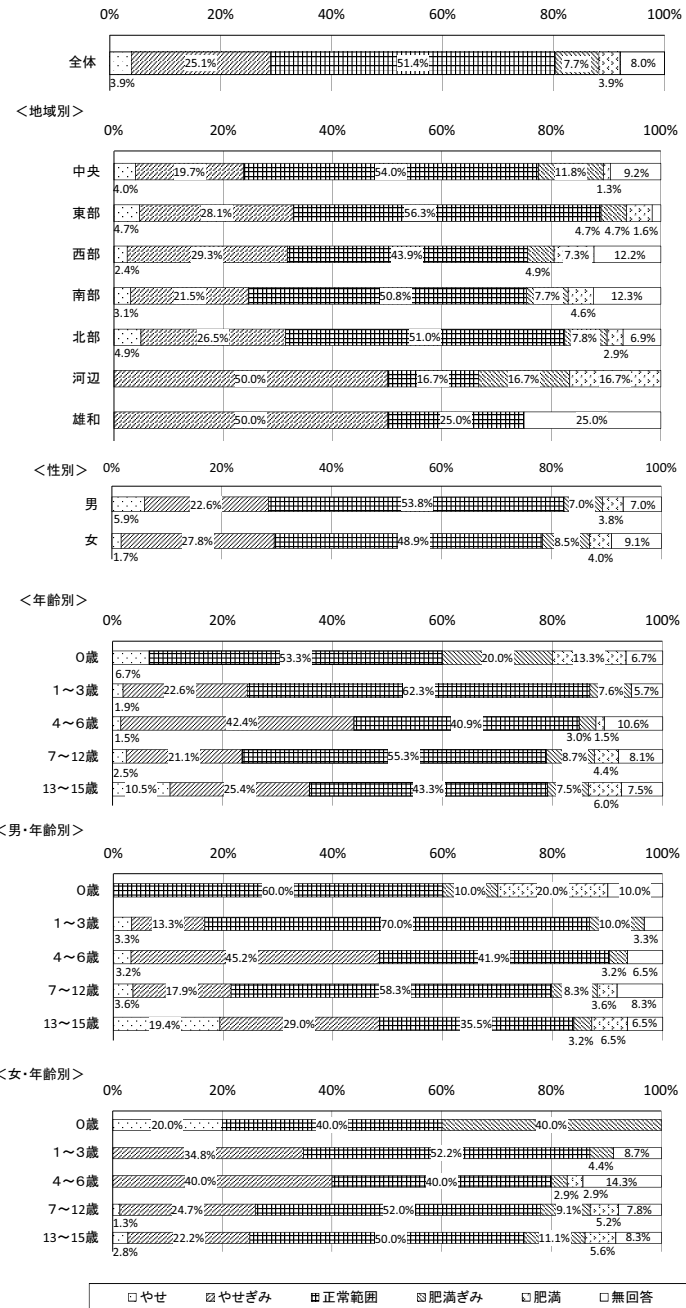 0% 20% 40% 60% 80% 100%
全体 25.1% 51.4% 7.7% 8.0%
3.9% 3.9%
＜地域別＞
0% 20% 40% 60% 80% 100%
中央 19.7% 54.0% 11.8% 9.2%
4.0% 1.3%
東部 28.1% 56.3%
4.7% 4.7% 4.7% 1.6%
西部 29.3% 43.9% 7.3% 12.2%
2.4% 4.9%
南部 21.5% 50.8% 7.7% 12.3%
3.1% 4.6%
北部 26.5% 51.0% 7.8% 6.9%
4.9% 2.9%
河辺 50.0% 16.7% 16.7% 16.7%
雄和 50.0% 25.0% 25.0%
＜性別＞
0% 20% 40% 60% 80% 100%
男 22.6% 53.8% 7.0% 7.0%
5.9% 3.8%
女 27.8% 48.9% 8.5% 9.1%
1.7% 4.0%
＜年齢別＞
0% 20% 40% 60% 80% 100%
0歳 53.3% 20.0% 13.3% 6.7%
6.7%
1～3歳 22.6% 62.3% 7.6% 5.7%
1.9%
4～6歳 42.4% 40.9% 10.6%
1.5% 3.0% 1.5%
7～12歳 21.1% 55.3% 8.7% 8.1%
2.5% 4.4%
13～15歳 10.5% 25.4% 43.3% 7.5% 7.5%
6.0%
＜男・年齢別＞
0% 20% 40% 60% 80% 100%
0歳 60.0% 10.0% 20.0% 10.0%
1～3歳 13.3% 70.0% 10.0%
3.3% 3.3%
4～6歳 45.2% 41.9%
3.2% 3.2% 6.5%
7～12歳 17.9% 58.3% 8.3%
3.6% 3.6% 8.3%
13～15歳 19.4% 29.0% 35.5% 6.5%
3.2% 6.5%
＜女・年齢別＞
0% 20% 40% 60% 80% 100%
0歳 20.0% 40.0% 40.0%
1～3歳 34.8% 52.2% 8.7%
4.4%
4～6歳 40.0% 40.0% 14.3%
2.9% 2.9%
7～12歳 24.7% 52.0% 9.1% 7.8%
1.3% 5.2%
13～15歳 22.2% 50.0% 11.1% 8.3%
2.8% 5.6%
やせ やせぎみ 正常範囲 肥満ぎみ 肥満 無回答